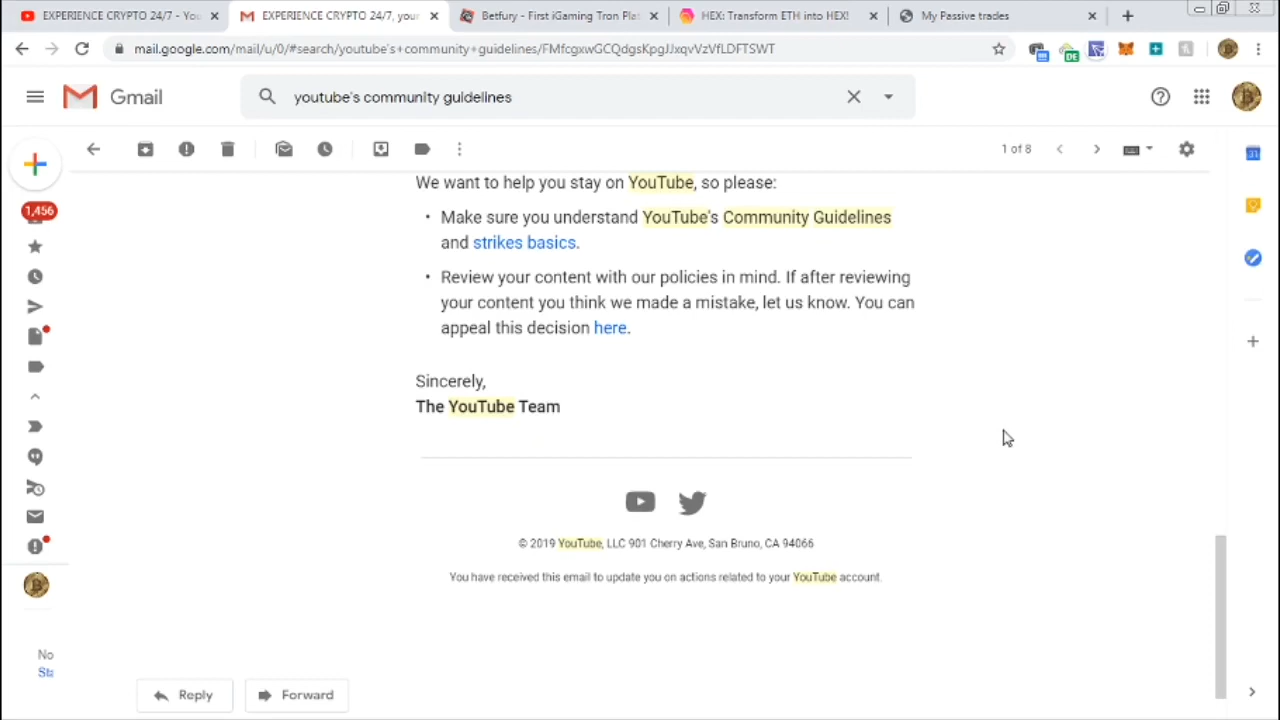 EXPERIENCE CRYPTO 24/7 - You
EXPERIENCE CRYPTO 24/7, your
Betfury - First iGaming Tron Pla
HEX: Transform ETH into HEX!
My Passive trades
mail.google.com/mail/u/0/#search/youtube's+community+guidelines/FMfcgxwGCQdgsKpgJJxqvVzVfLDFTSWT
DE
Gmail
youtube's community guidelines
1 of 8
1,456
We want to help you stay on YouTube, so please:
• Make sure you understand YouTube's Community Guidelines
and strikes basics.
• Review your content with our policies in mind. If after reviewing
your content you think we made a mistake, let us know. You can
appeal this decision here.
Sincerely,
The YouTube Team
© 2019 YouTube, LLC 901 Cherry Ave, San Bruno, CA 94066
You have received this email to update you on actions related to your YouTube account.
No
Sta
Reply
Forward